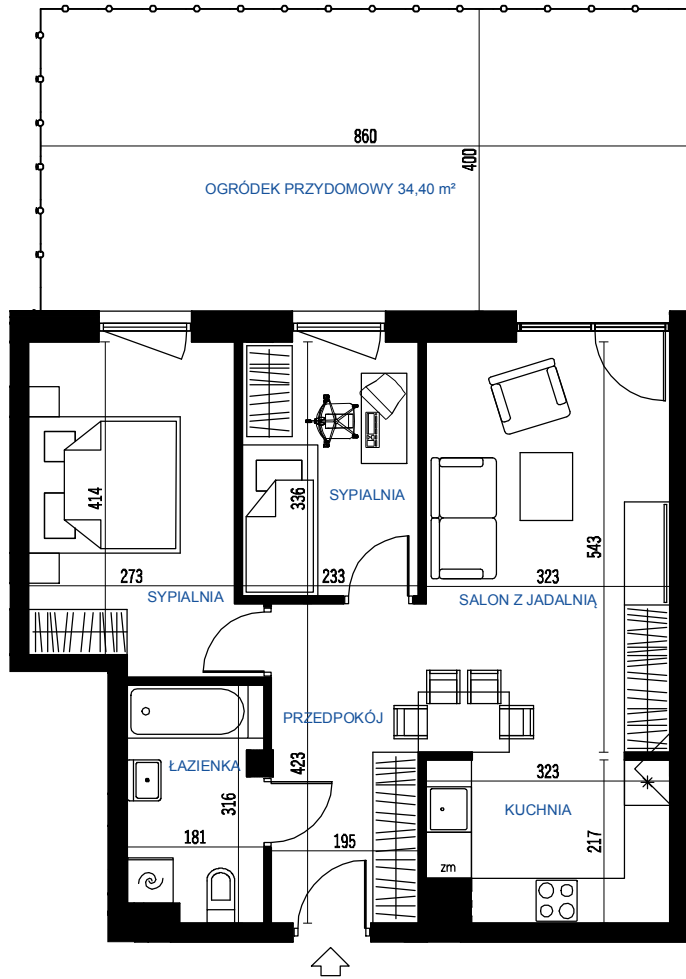 860
400
OGRÓDEK PRZYDOMOWY 34,40 m²
414
336
SYPIALNIA
543
273
233
323
SYPIALNIA
SALON Z JADALNIĄ
PRZEDPOKÓJ
ŁAZIENKA
423
323
316
KUCHNIA
181
195
217
zm